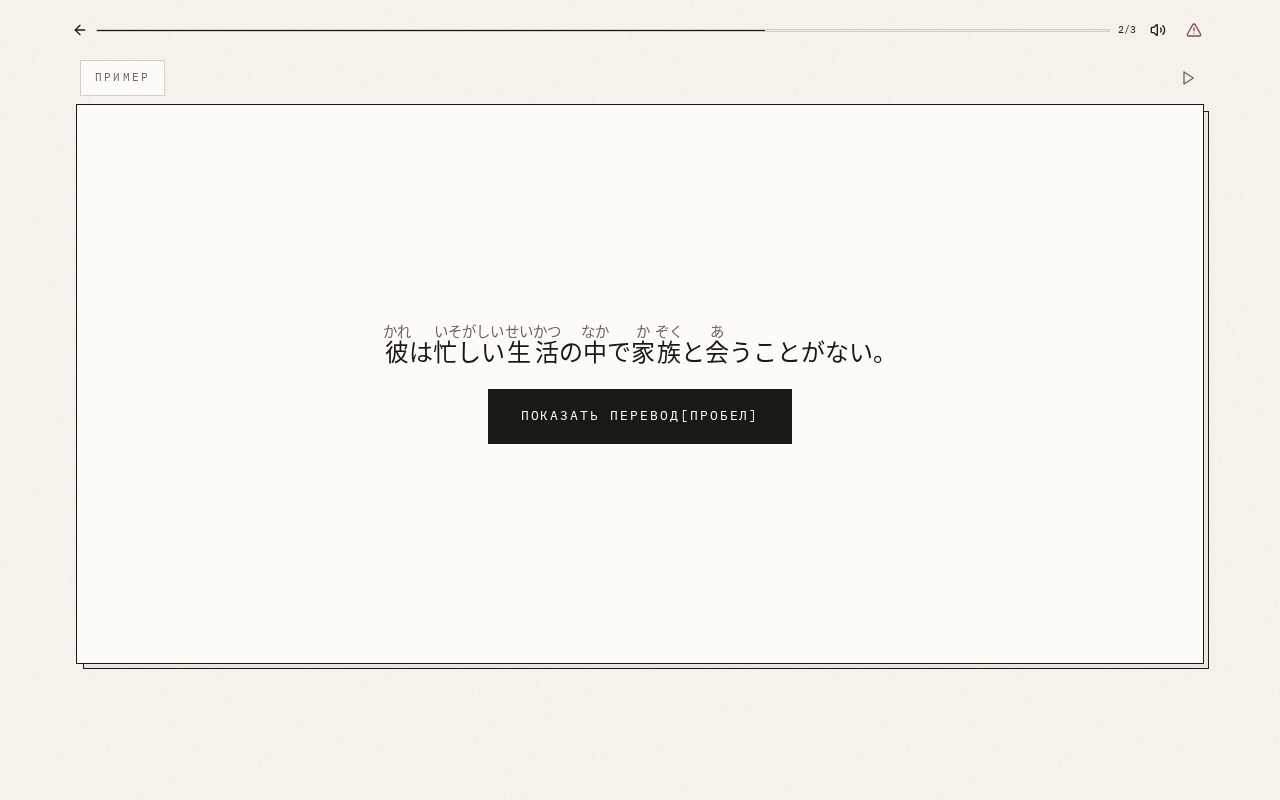 2/3
ПРИМЕР
かれ いそがしいせいかつ なか か ぞく あ
彼は忙しい生活の中で家族と会うことがない。
ПОКАЗАТЬ ПЕРЕВОД[ПРОБЕЛ]